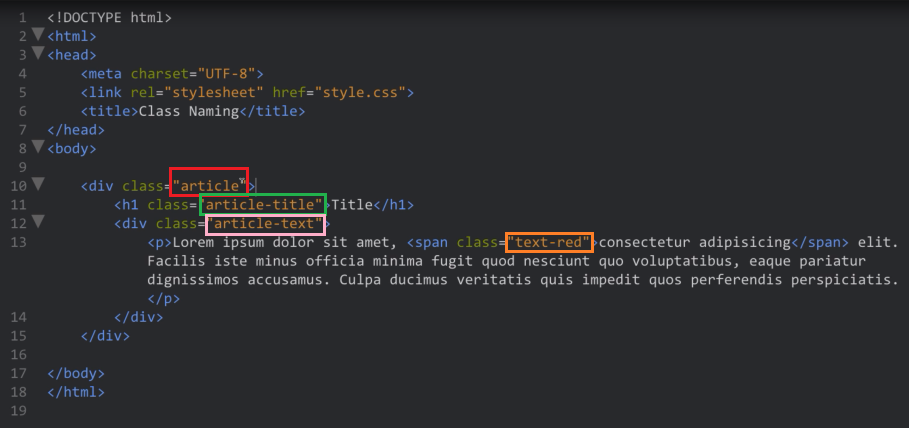 1 <!DOCTYPE html>
2 <html>
3 <head>
4 <meta charset="UTF-8">
5 <link rel="stylesheet" href="style.css">
6 <title>Class Naming</title>
7 </head>
8 <body>
9
10 <div class="article">
11 <h1 class="article-title">Title</h1>
12 <div class="article-text">
13 <p>Lorem ipsum dolor sit amet, <span class="text-red">consectetur adipisicing</span> elit.
Facilis iste minus officia minima fugit quod nesciunt quo voluptatibus, eaque pariatur
dignissimos accusamus. Culpa ducimus veritatis quis impedit quos perferendis perspiciatis.
</p>
14 </div>
15 </div>
16
17 </body>
18 </html>
19